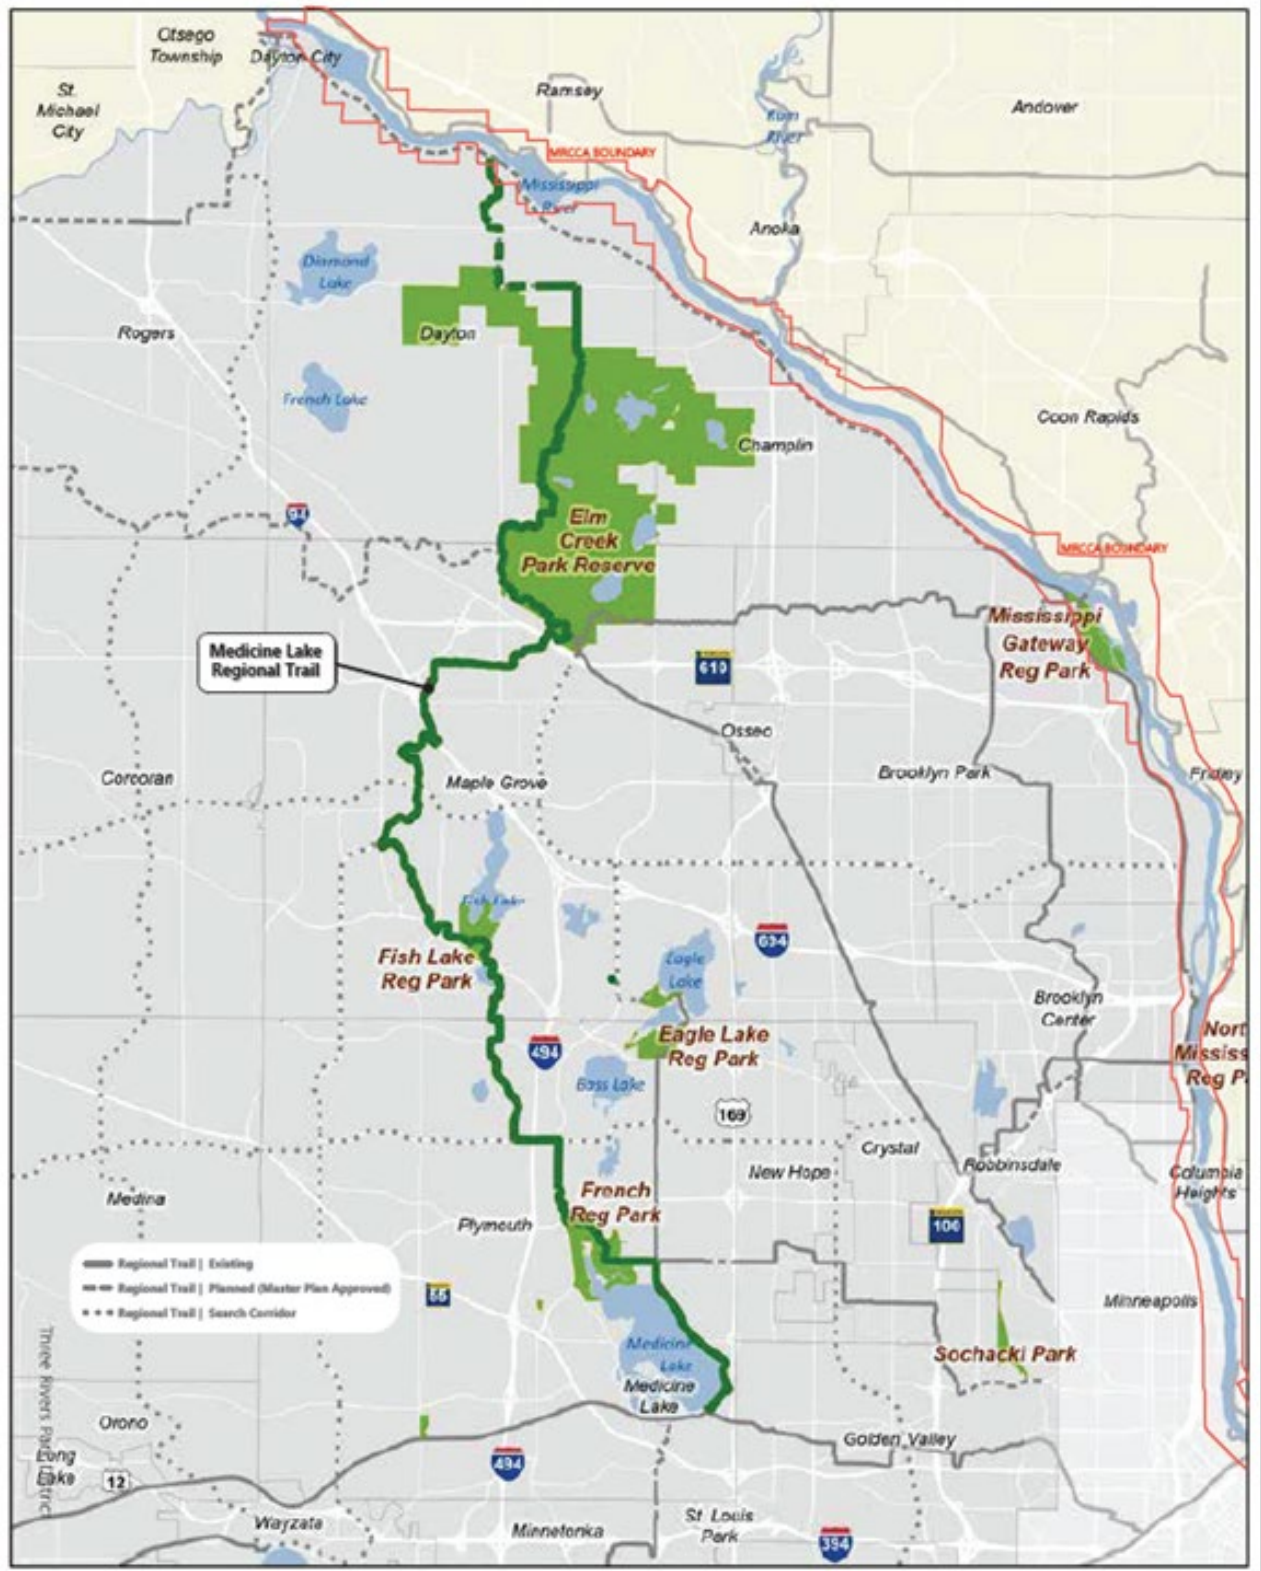 Otsego
Township
Dayton City
St.
Michael
City
Ramsey
Andover
Rum
River
MRCCA BOUNDARY
Mississippi
River
Anoka
Diamond
Lake
Rogers
Dayton
French Lake
Coon Rapids
Champlin
94
Elm
Creek
Park Reserve
MRCCA BOUNDARY
Mississippi
Gateway
Reg Park
Medicine Lake
Regional Trail
610
Osseo
Corcoran
Maple Grove
Brooklyn Park
Fridley
Fish Lake
694
Fish Lake
Reg Park
Eagle
Lake
Brooklyn
Center
Eagle Lake
Reg Park
Nort
Mississ
Reg P
494
Bass Lake
169
Crystal
Robbinsdale
New Hope
Columbia
Heights
Medina
French
Reg Park
Plymouth
100
Regional Trail | Existing
Regional Trail | Planned (Master Plan Approved)
Regional Trail | Search Corridor
55
Minneapolis
Three Rivers Park District
Medicine
Lake
Medicine
Lake
Sochacki Park
Orono
Golden Valley
Long
Lake
12
494
Wayzata
Minnetonka
St. Louis
Park
394